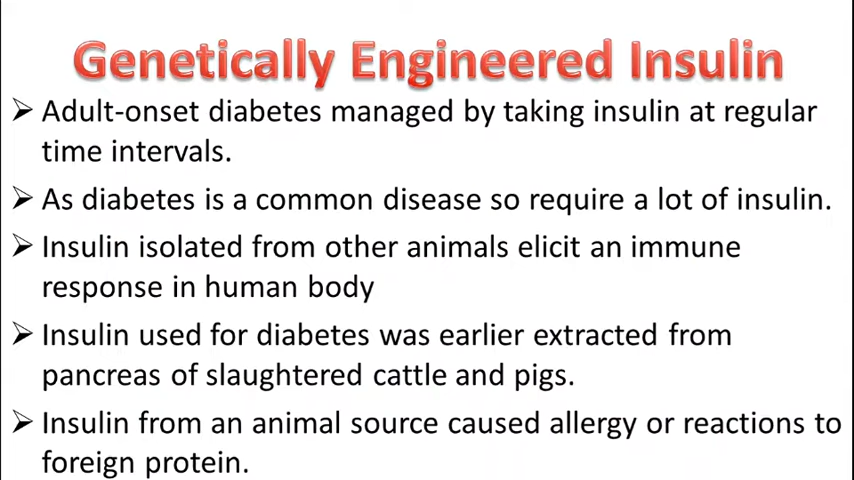 Genetically Engineered Insulin
➢ Adult-onset diabetes managed by taking insulin at regular
time intervals.
➢ As diabetes is a common disease so require a lot of insulin.
➢ Insulin isolated from other animals elicit an immune
response in human body
➢ Insulin used for diabetes was earlier extracted from
pancreas of slaughtered cattle and pigs.
➢ Insulin from an animal source caused allergy or reactions to
foreign protein.